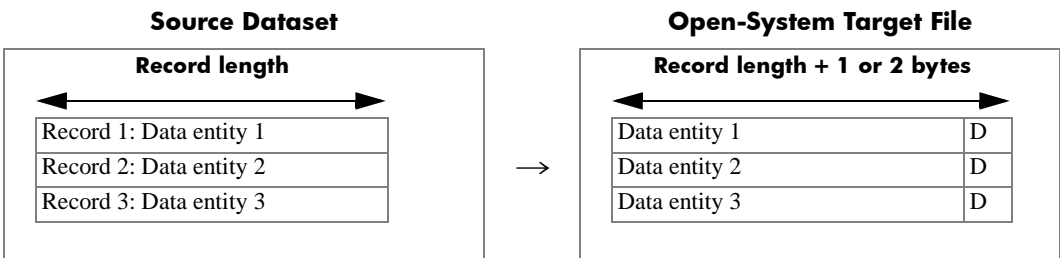 Source Dataset
Record length
Record 1: Data entity 1
Record 2: Data entity 2
Record 3: Data entity 3
→
Open-System Target File
Record length + 1 or 2 bytes
Data entity 1 D
Data entity 2 D
Data entity 3 D